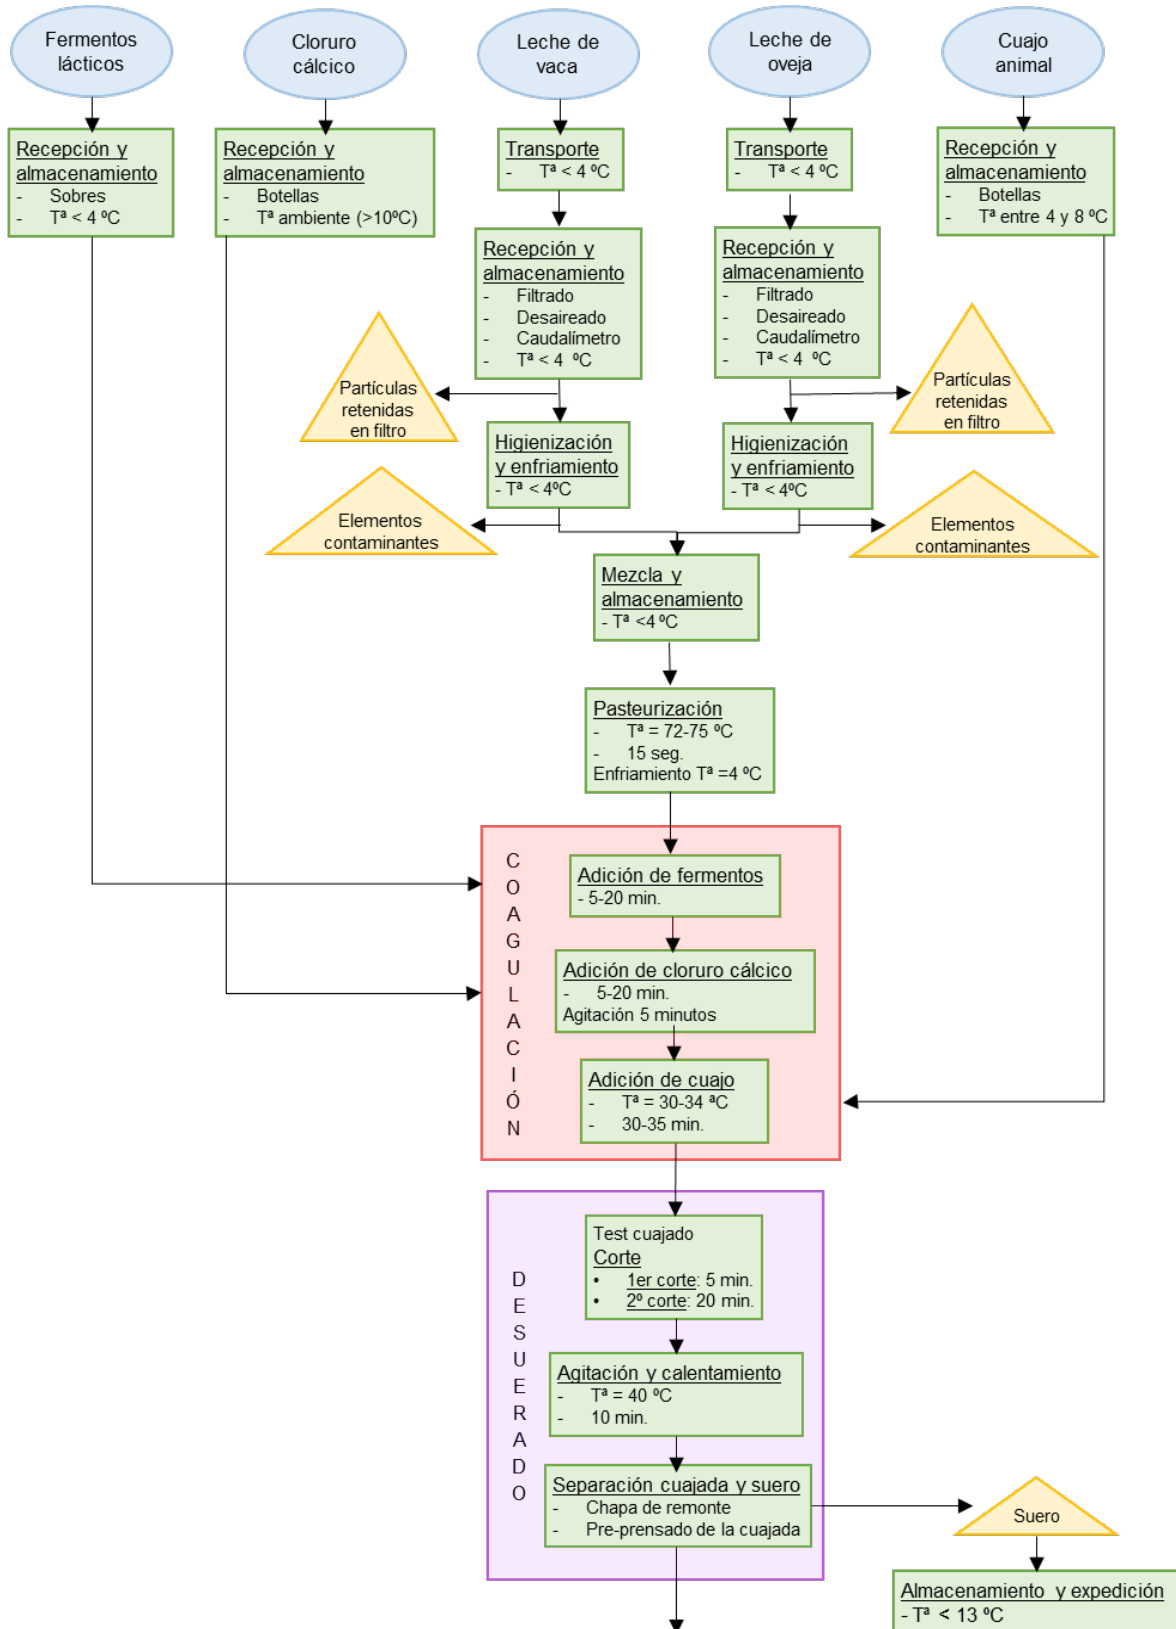 Fermentos
lácticos
Cloruro
cálcico
Leche de
vaca
Leche de
oveja
Cuajo
animal
Recepción y
almacenamiento
- Sobres
- Tª < 4 ºC
Recepción y
almacenamiento
- Botellas
- Tª ambiente (>10ºC)
Transporte
- Tª < 4 ºC
Transporte
- Tª < 4 ºC
Recepción y
almacenamiento
- Botellas
- Tª entre 4 y 8 ºC
Recepción y
almacenamiento
- Filtrado
- Desaireado
- Caudalímetro
- Tª < 4 ºC
Recepción y
almacenamiento
- Filtrado
- Desaireado
- Caudalímetro
- Tª < 4 ºC
Partículas
retenidas
en filtro
Partículas
retenidas
en filtro
Higienización
y enfriamiento
- Tª < 4ºC
Higienización
y enfriamiento
- Tª < 4ºC
Elementos
contaminantes
Elementos
contaminantes
Mezcla y
almacenamiento
- Tª <4 ºC
Pasteurización
- Tª = 72-75 ºC
- 15 seg.
Enfriamiento Tª =4 ºC
COAGULACIÓN
Adición de fermentos
- 5-20 min.
Adición de cloruro cálcico
- 5-20 min.
Agitación 5 minutos
Adición de cuajo
- Tª = 30-34 ªC
- 30-35 min.
DESUERADO
Test cuajado
Corte
• 1er corte: 5 min.
• 2º corte: 20 min.
Agitación y calentamiento
- Tª = 40 ºC
- 10 min.
Separación cuajada y suero
- Chapa de remonte
- Pre-prensado de la cuajada
Suero
Almacenamiento y expedición
- Tª < 13 ºC